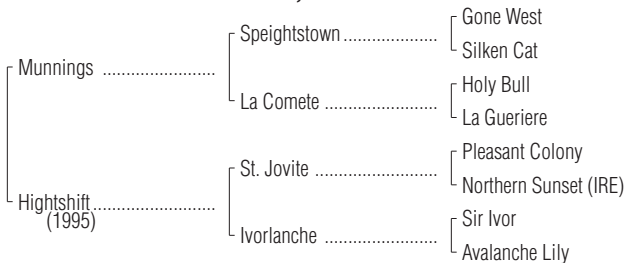 Gone West
Speightstown
Silken Cat
Munnings
Holy Bull
La Comete
La Gueriere
Pleasant Colony
St. Jovite
Northern Sunset (IRE)
Hightshift
(1995)
Sir Ivor
Ivorlanche
Avalanche Lily